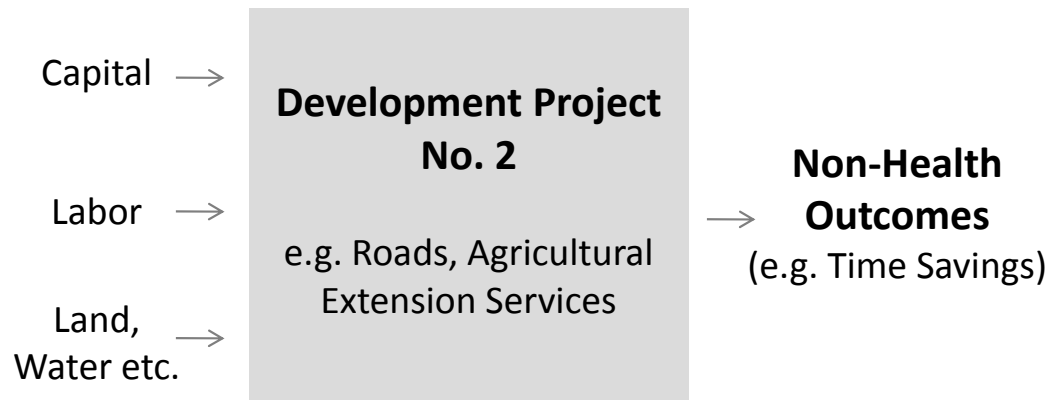 Capital
Labor
Land,
Water etc.
Development Project
No. 2
e.g. Roads, Agricultural
Extension Services
Non-Health
Outcomes
(e.g. Time Savings)